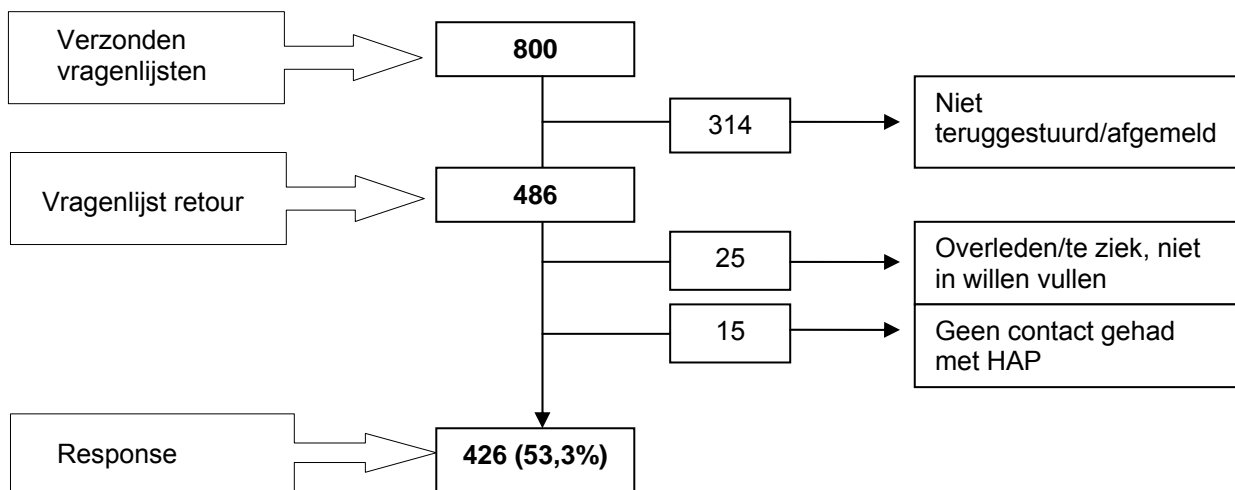 Verzonden
vragenlijsten
800
314
Niet
teruggestuurd/afgemeld
Vragenlijst retour
486
25
Overleden/te ziek, niet
in willen vullen
15
Geen contact gehad
met HAP
Response
426 (53,3%)